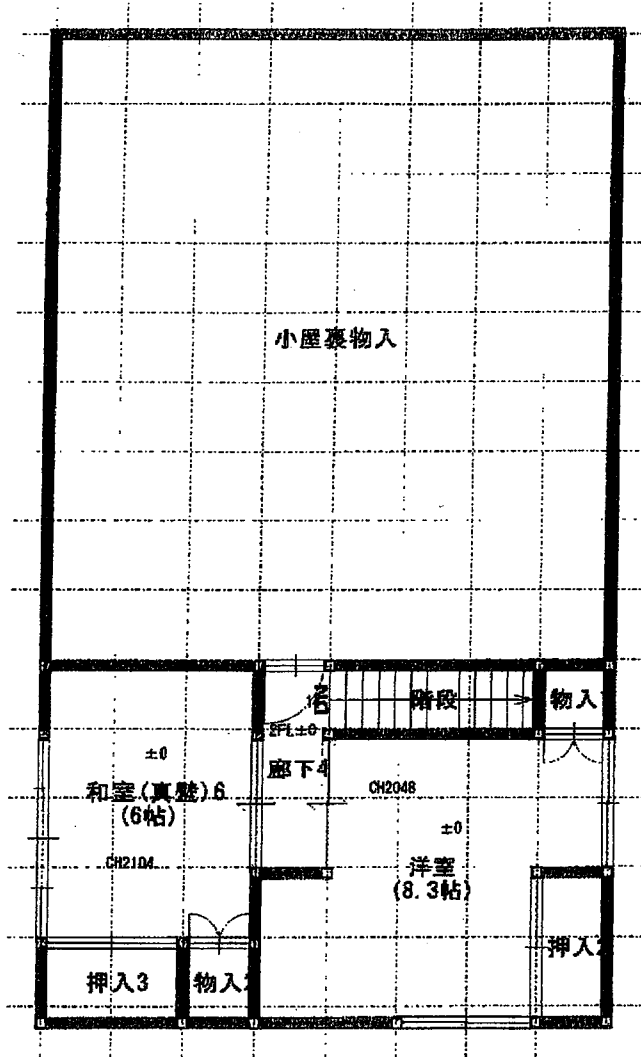 小屋裏物入
階段
物入
2FL±0
廊下4
±0
和室(真壁)6
(6帖)
CH2104
CH2048
±0
洋室
(8.3帖)
押入3
物入2
押入2